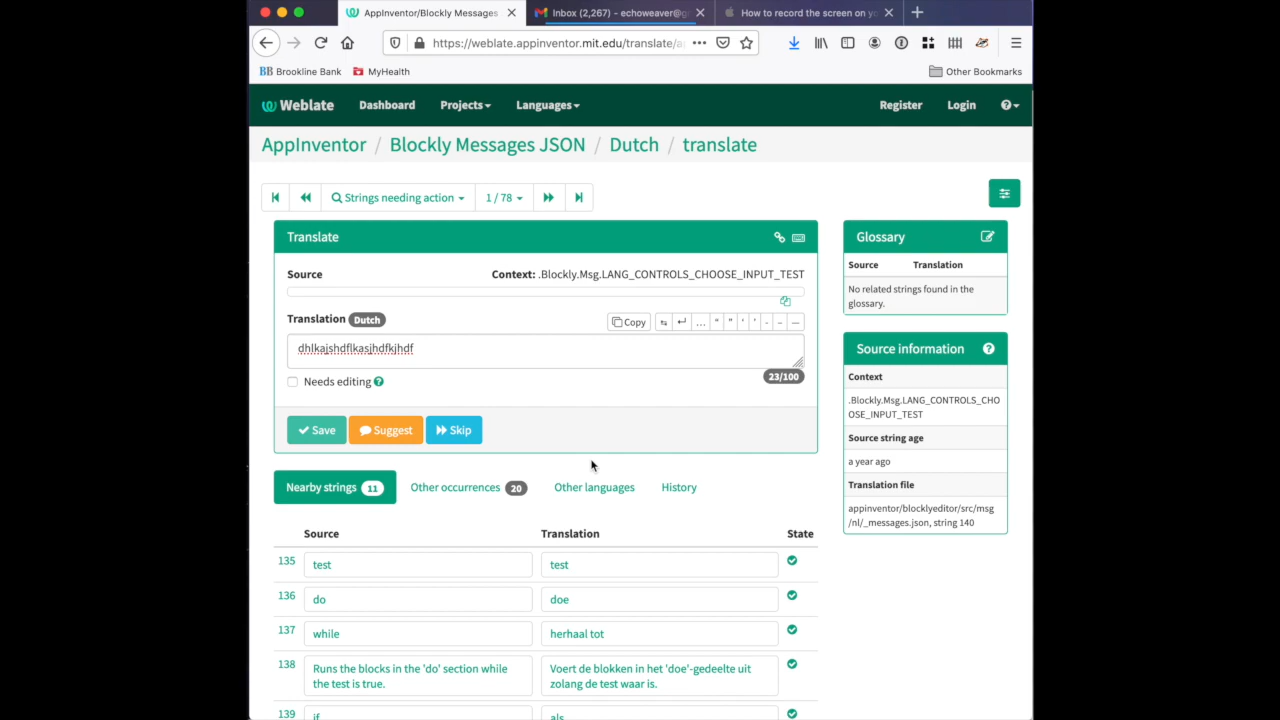 AppInventor/Blockly Messages
Inbox (2,267) - echoweaver@g
How to record the screen on yo
https://weblate.appinventor.mit.edu/translate/a
BB Brookline Bank
MyHealth
Other Bookmarks
Weblate
Dashboard
Projects
Languages
Register
Login
AppInventor / Blockly Messages JSON / Dutch / translate
Strings needing action
1 / 78
Translate
Source
Context: .Blockly.Msg.LANG_CONTROLS_CHOOSE_INPUT_TEST
Translation Dutch
Copy
dhlkajshdflkasjhdfkjhdf
Needs editing
23/100
Save
Suggest
Skip
Glossary
Source Translation
No related strings found in the
glossary.
Source information
Context
.Blockly.Msg.LANG_CONTROLS_CHO
OSE_INPUT_TEST
Source string age
a year ago
Translation file
appinventor/blocklyeditor/src/msg
/nl/_messages.json, string 140
Nearby strings 11
Other occurrences 20
Other languages
History
Source Translation State
135 test test
136 do doe
137 while herhaal tot
138 Runs the blocks in the 'do' section while Voert de blokken in het 'doe'-gedeelte uit
the test is true. zolang de test waar is.
139 if als